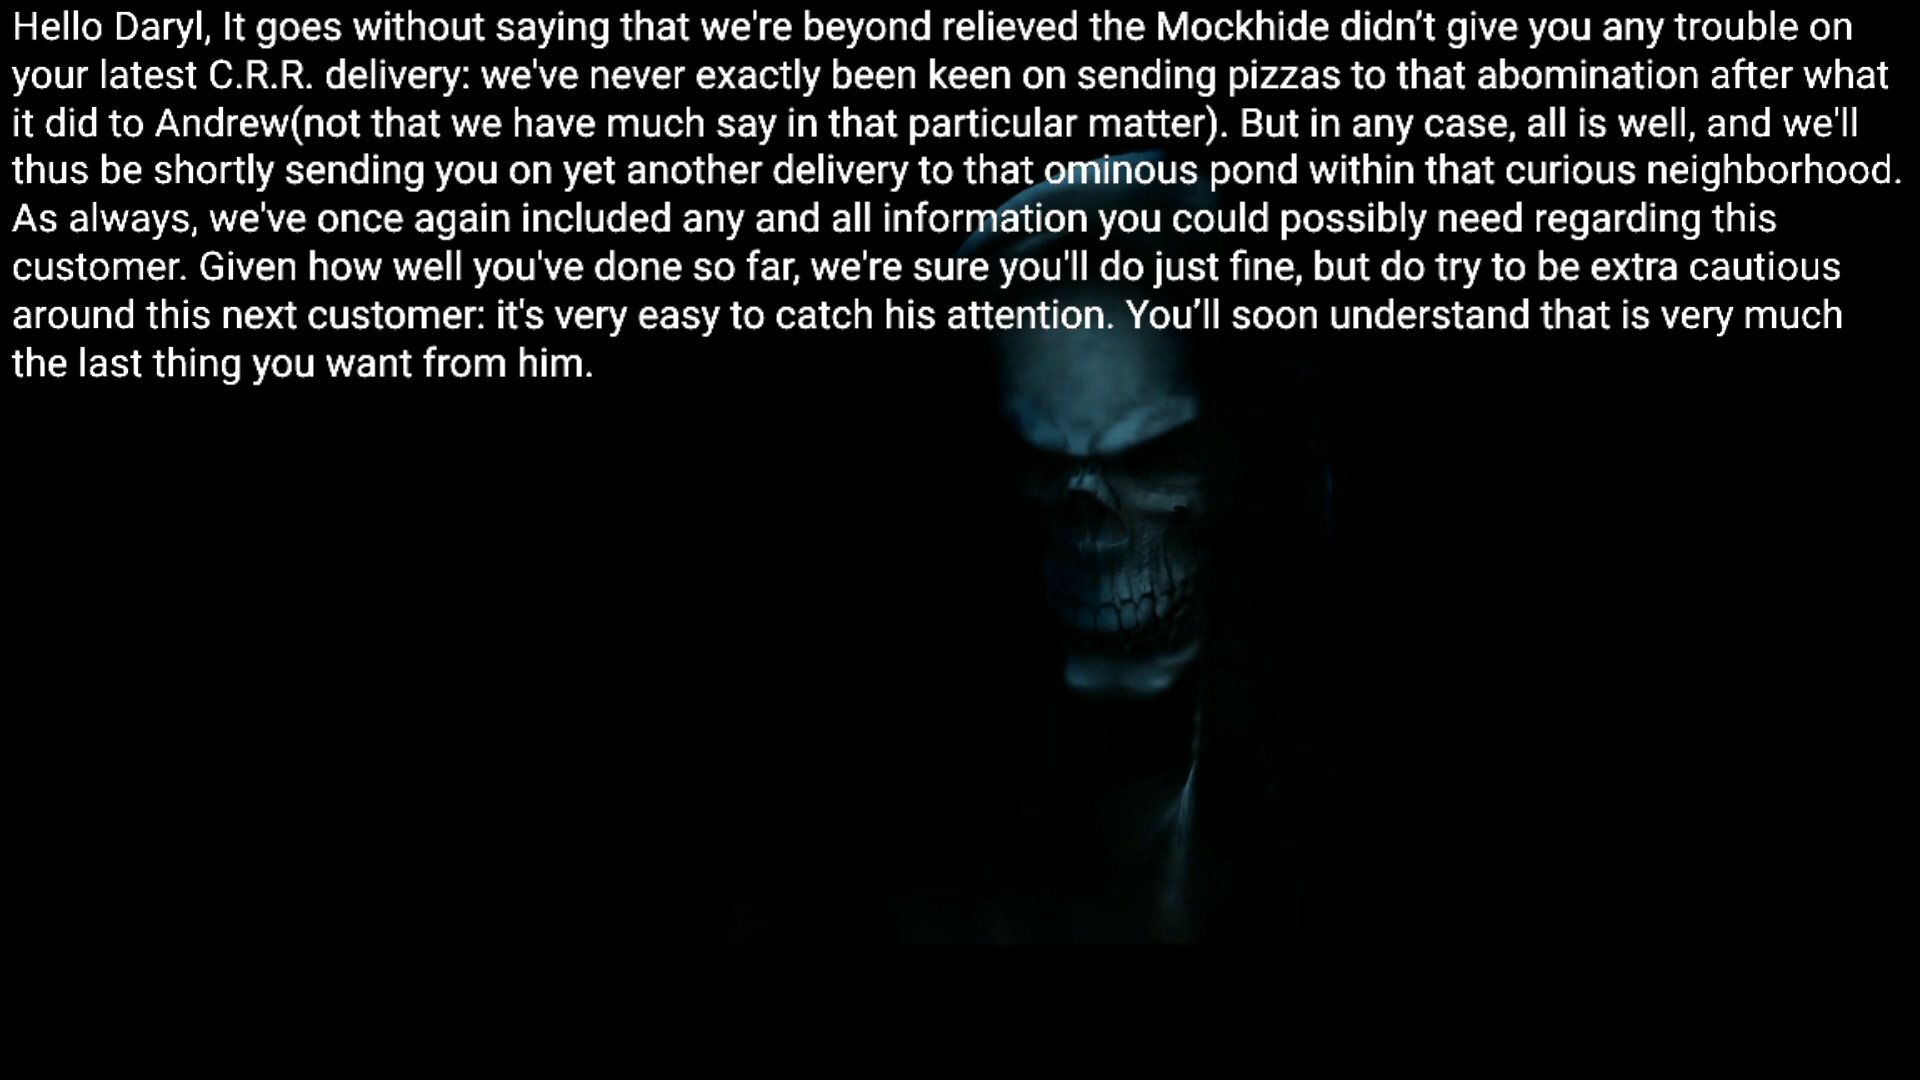 Hello Daryl, It goes without saying that we're beyond relieved the Mockhide didn’t give you any trouble on
your latest C.R.R. delivery: we've never exactly been keen on sending pizzas to that abomination after what
it did to Andrew(not that we have much say in that particular matter). But in any case, all is well, and we'll
thus be shortly sending you on yet another delivery to that ominous pond within that curious neighborhood.
As always, we've once again included any and all information you could possibly need regarding this
customer. Given how well you've done so far, we're sure you'll do just fine, but do try to be extra cautious
around this next customer: it's very easy to catch his attention. You’ll soon understand that is very much
the last thing you want from him.